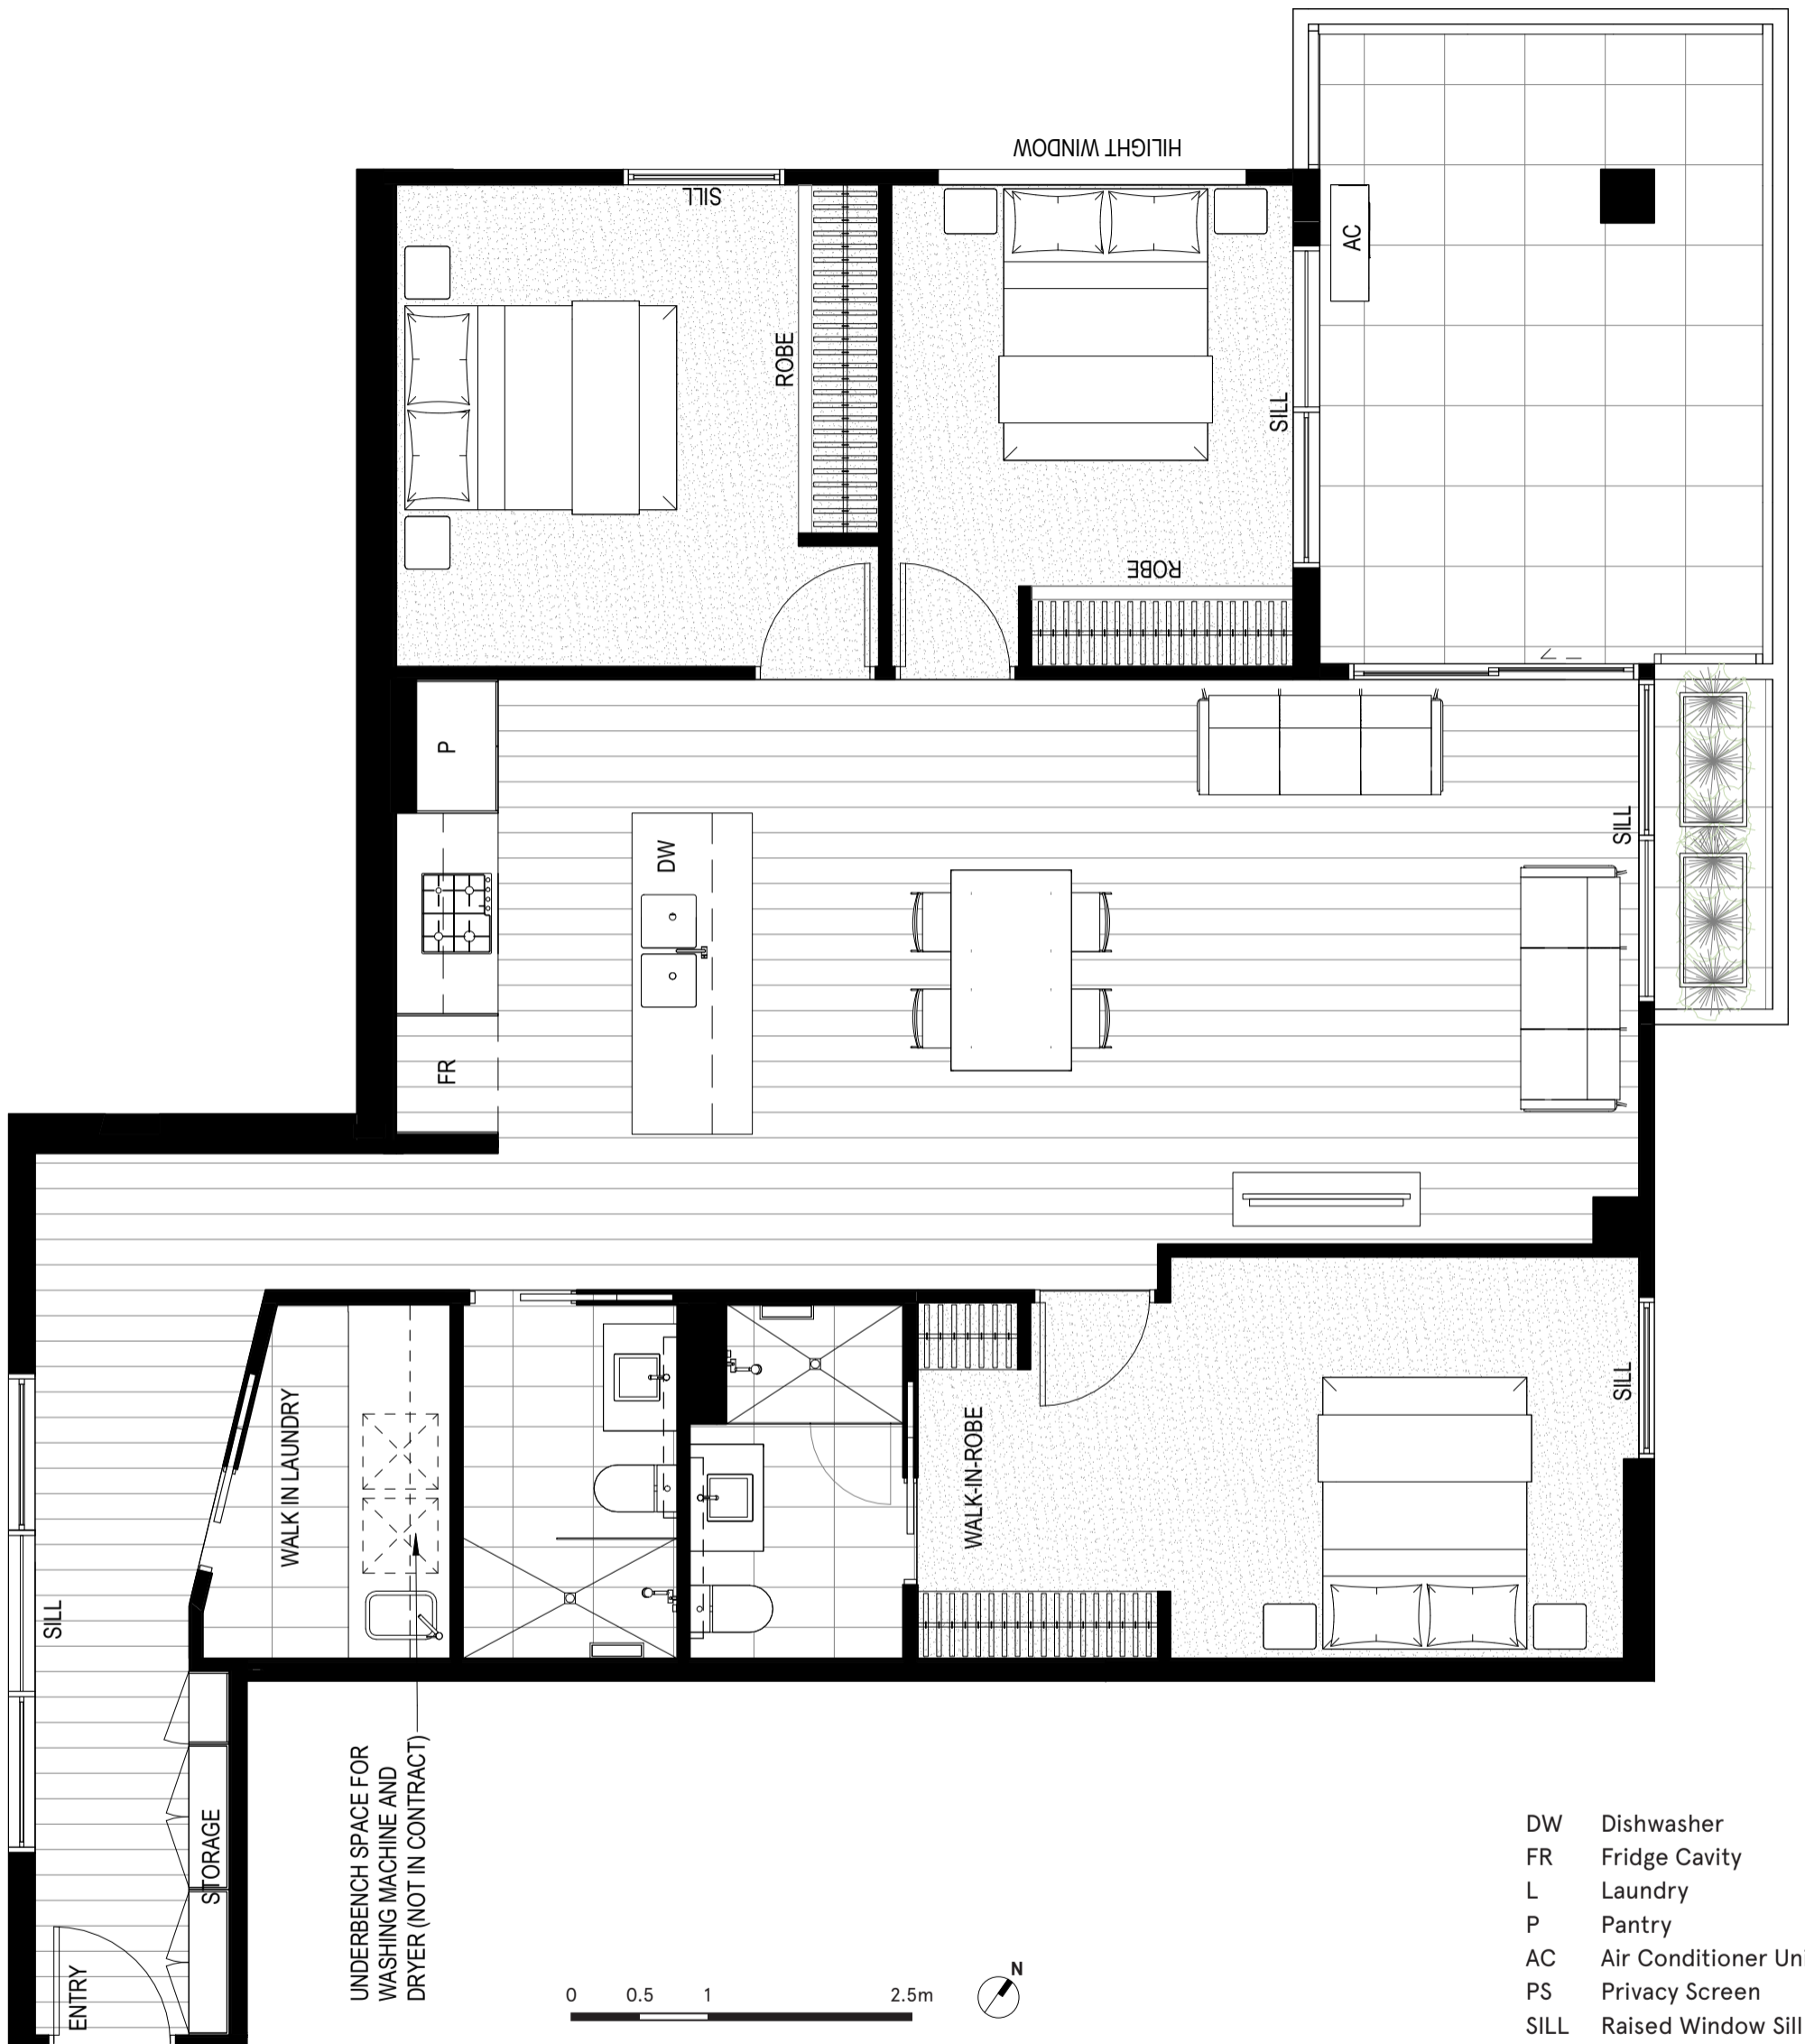 HILIGHT WINDOW
SILL
AC
ROBE
SILL
ROBE
P
DW
SILL
FR
WALK IN LAUNDRY
WALK-IN-ROBE
SILL
SILL
STORAGE
ENTRY
UNDERBENCH SPACE FOR
WASHING MACHINE AND
DRYER (NOT IN CONTRACT)
0 0.5 1 2.5m
N
DW Dishwasher
FR Fridge Cavity
L Laundry
P Pantry
AC Air Conditioner Uni
PS Privacy Screen
SILL Raised Window Sill